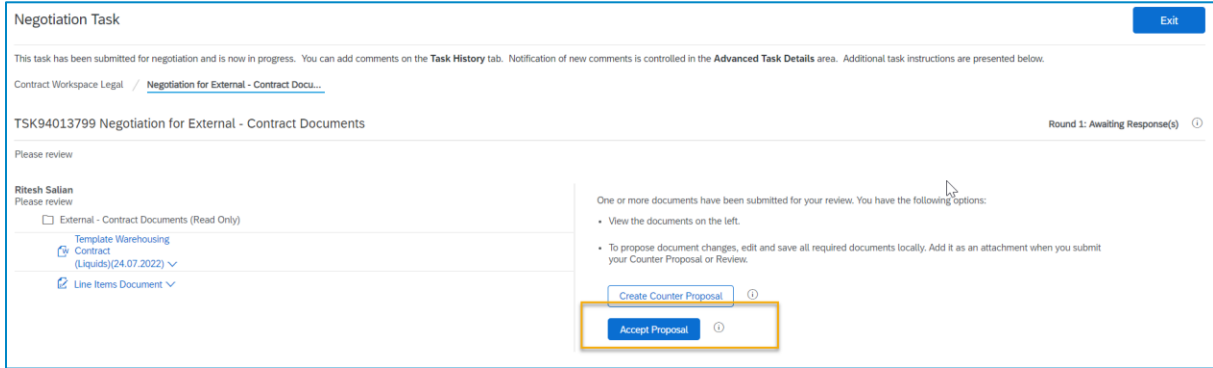 Negotiation Task
Exit
This task has been submitted for negotiation and is now in progress. You can add comments on the Task History tab. Notification of new comments is controlled in the Advanced Task Details area. Additional task instructions are presented below.
Contract Workspace Legal / Negotiation for External - Contract Docu...
TSK94013799 Negotiation for External - Contract Documents
Round 1: Awaiting Response(s)
Please review
Ritesh Salian
Please review
External - Contract Documents (Read Only)
Template Warehousing
Contract
(Liquids)(24.07.2022)
Line Items Document
One or more documents have been submitted for your review. You have the following options:
• View the documents on the left.
• To propose document changes, edit and save all required documents locally. Add it as an attachment when you submit
your Counter Proposal or Review.
Create Counter Proposal
Accept Proposal